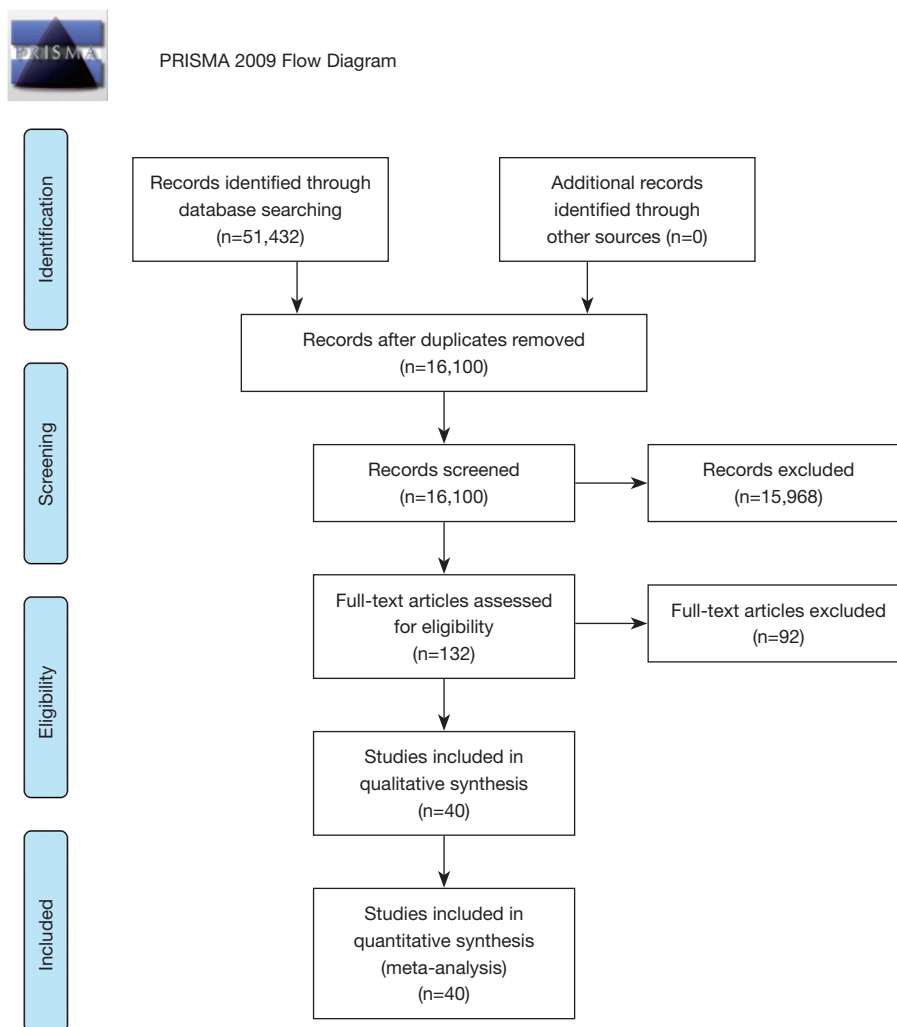 PRISMA
PRISMA 2009 Flow Diagram
Identification
Records identified through
database searching
(n=51,432)
Additional records
identified through
other sources (n=0)
Records after duplicates removed
(n=16,100)
Screening
Records screened
(n=16,100)
Records excluded
(n=15,968)
Eligibility
Full-text articles assessed
for eligibility
(n=132)
Full-text articles excluded
(n=92)
Studies included in
qualitative synthesis
(n=40)
Included
Studies included in
quantitative synthesis
(meta-analysis)
(n=40)